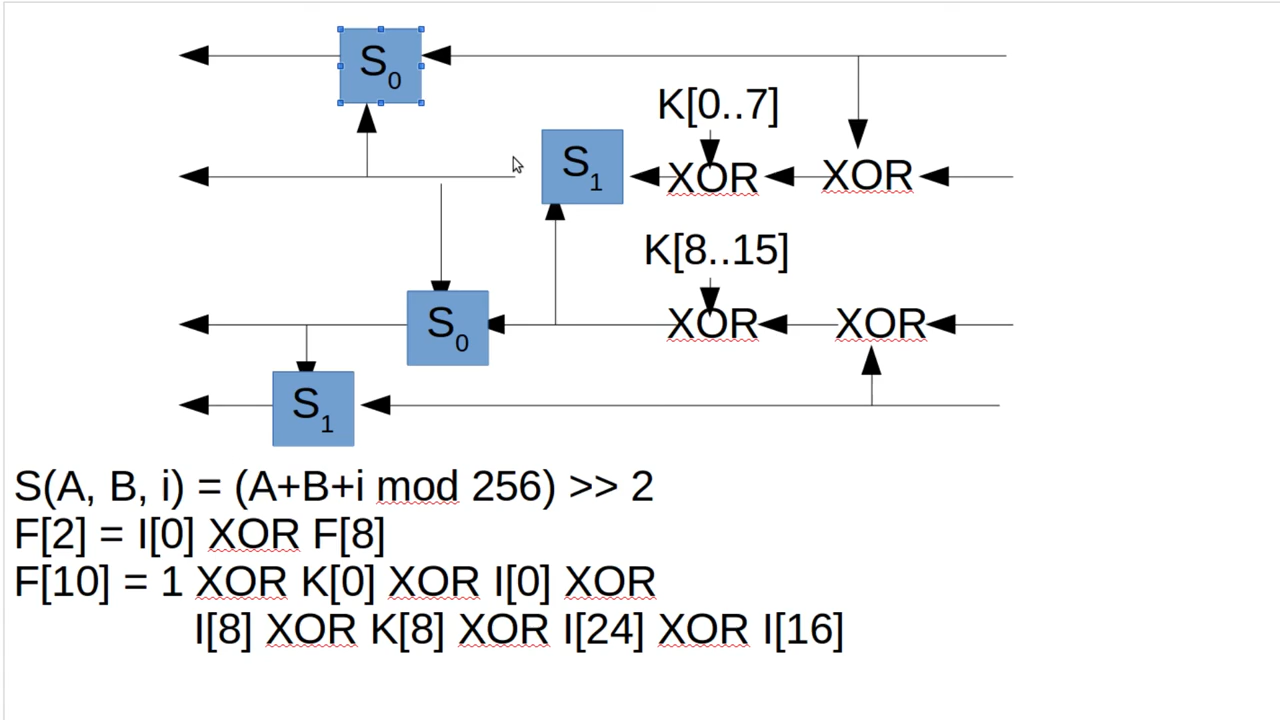 S0
K[0..7]
S1
XOR
XOR
K[8..15]
S0
XOR
XOR
S1
S(A, B, i) = (A+B+i mod 256) >> 2
F[2] = I[0] XOR F[8]
F[10] = 1 XOR K[0] XOR I[0] XOR
I[8] XOR K[8] XOR I[24] XOR I[16]